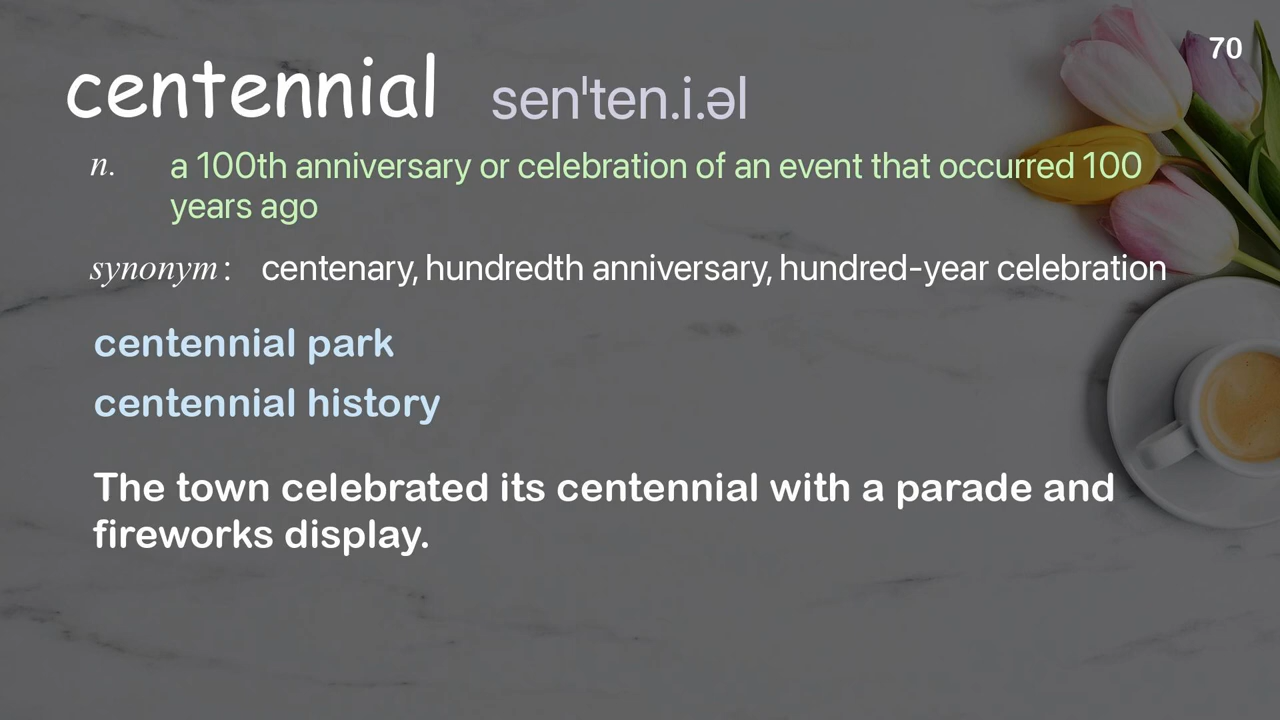 70
centennial sen'ten.i.əl
n. a 100th anniversary or celebration of an event that occurred 100
years ago
synonym: centenary, hundredth anniversary, hundred-year celebration
centennial park
centennial history
The town celebrated its centennial with a parade and
fireworks display.